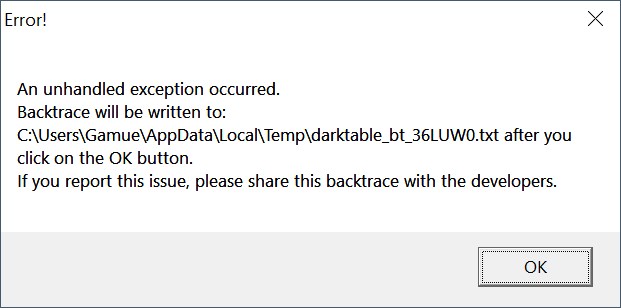 Error!
An unhandled exception occurred.
Backtrace will be written to:
C:\Users\Gamue\AppData\Local\Temp\darktable_bt_36LUW0.txt after you
click on the OK button.
If you report this issue, please share this backtrace with the developers.
OK